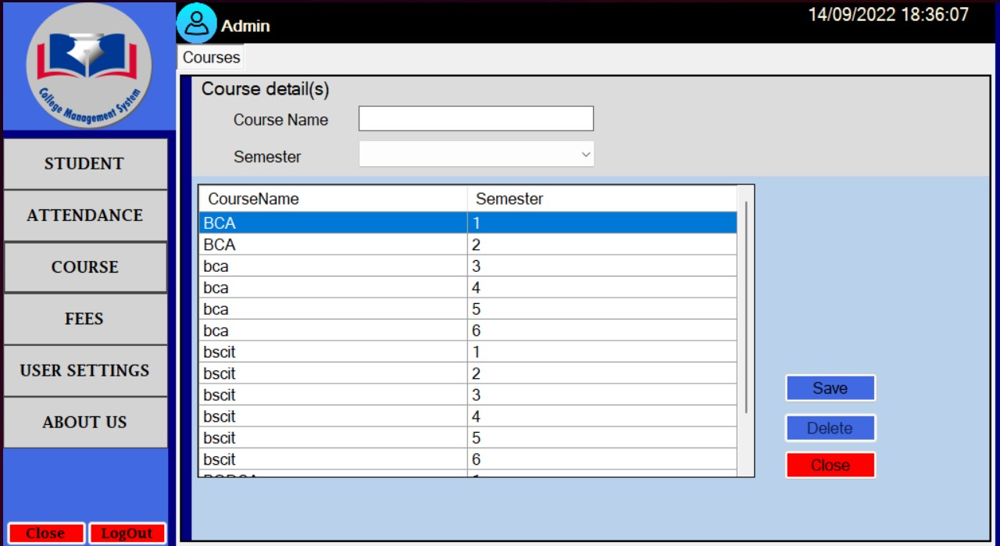 College Management System
Admin
14/09/2022 18:36:07
Courses
STUDENT
ATTENDANCE
COURSE
FEES
USER SETTINGS
ABOUT US
Close LogOut
Course detail(s)
Course Name
Semester
CourseName Semester
BCA 1
BCA 2
bca 3
bca 4
bca 5
bca 6
bscit 1
bscit 2
bscit 3
bscit 4
bscit 5
bscit 6
Save
Delete
Close